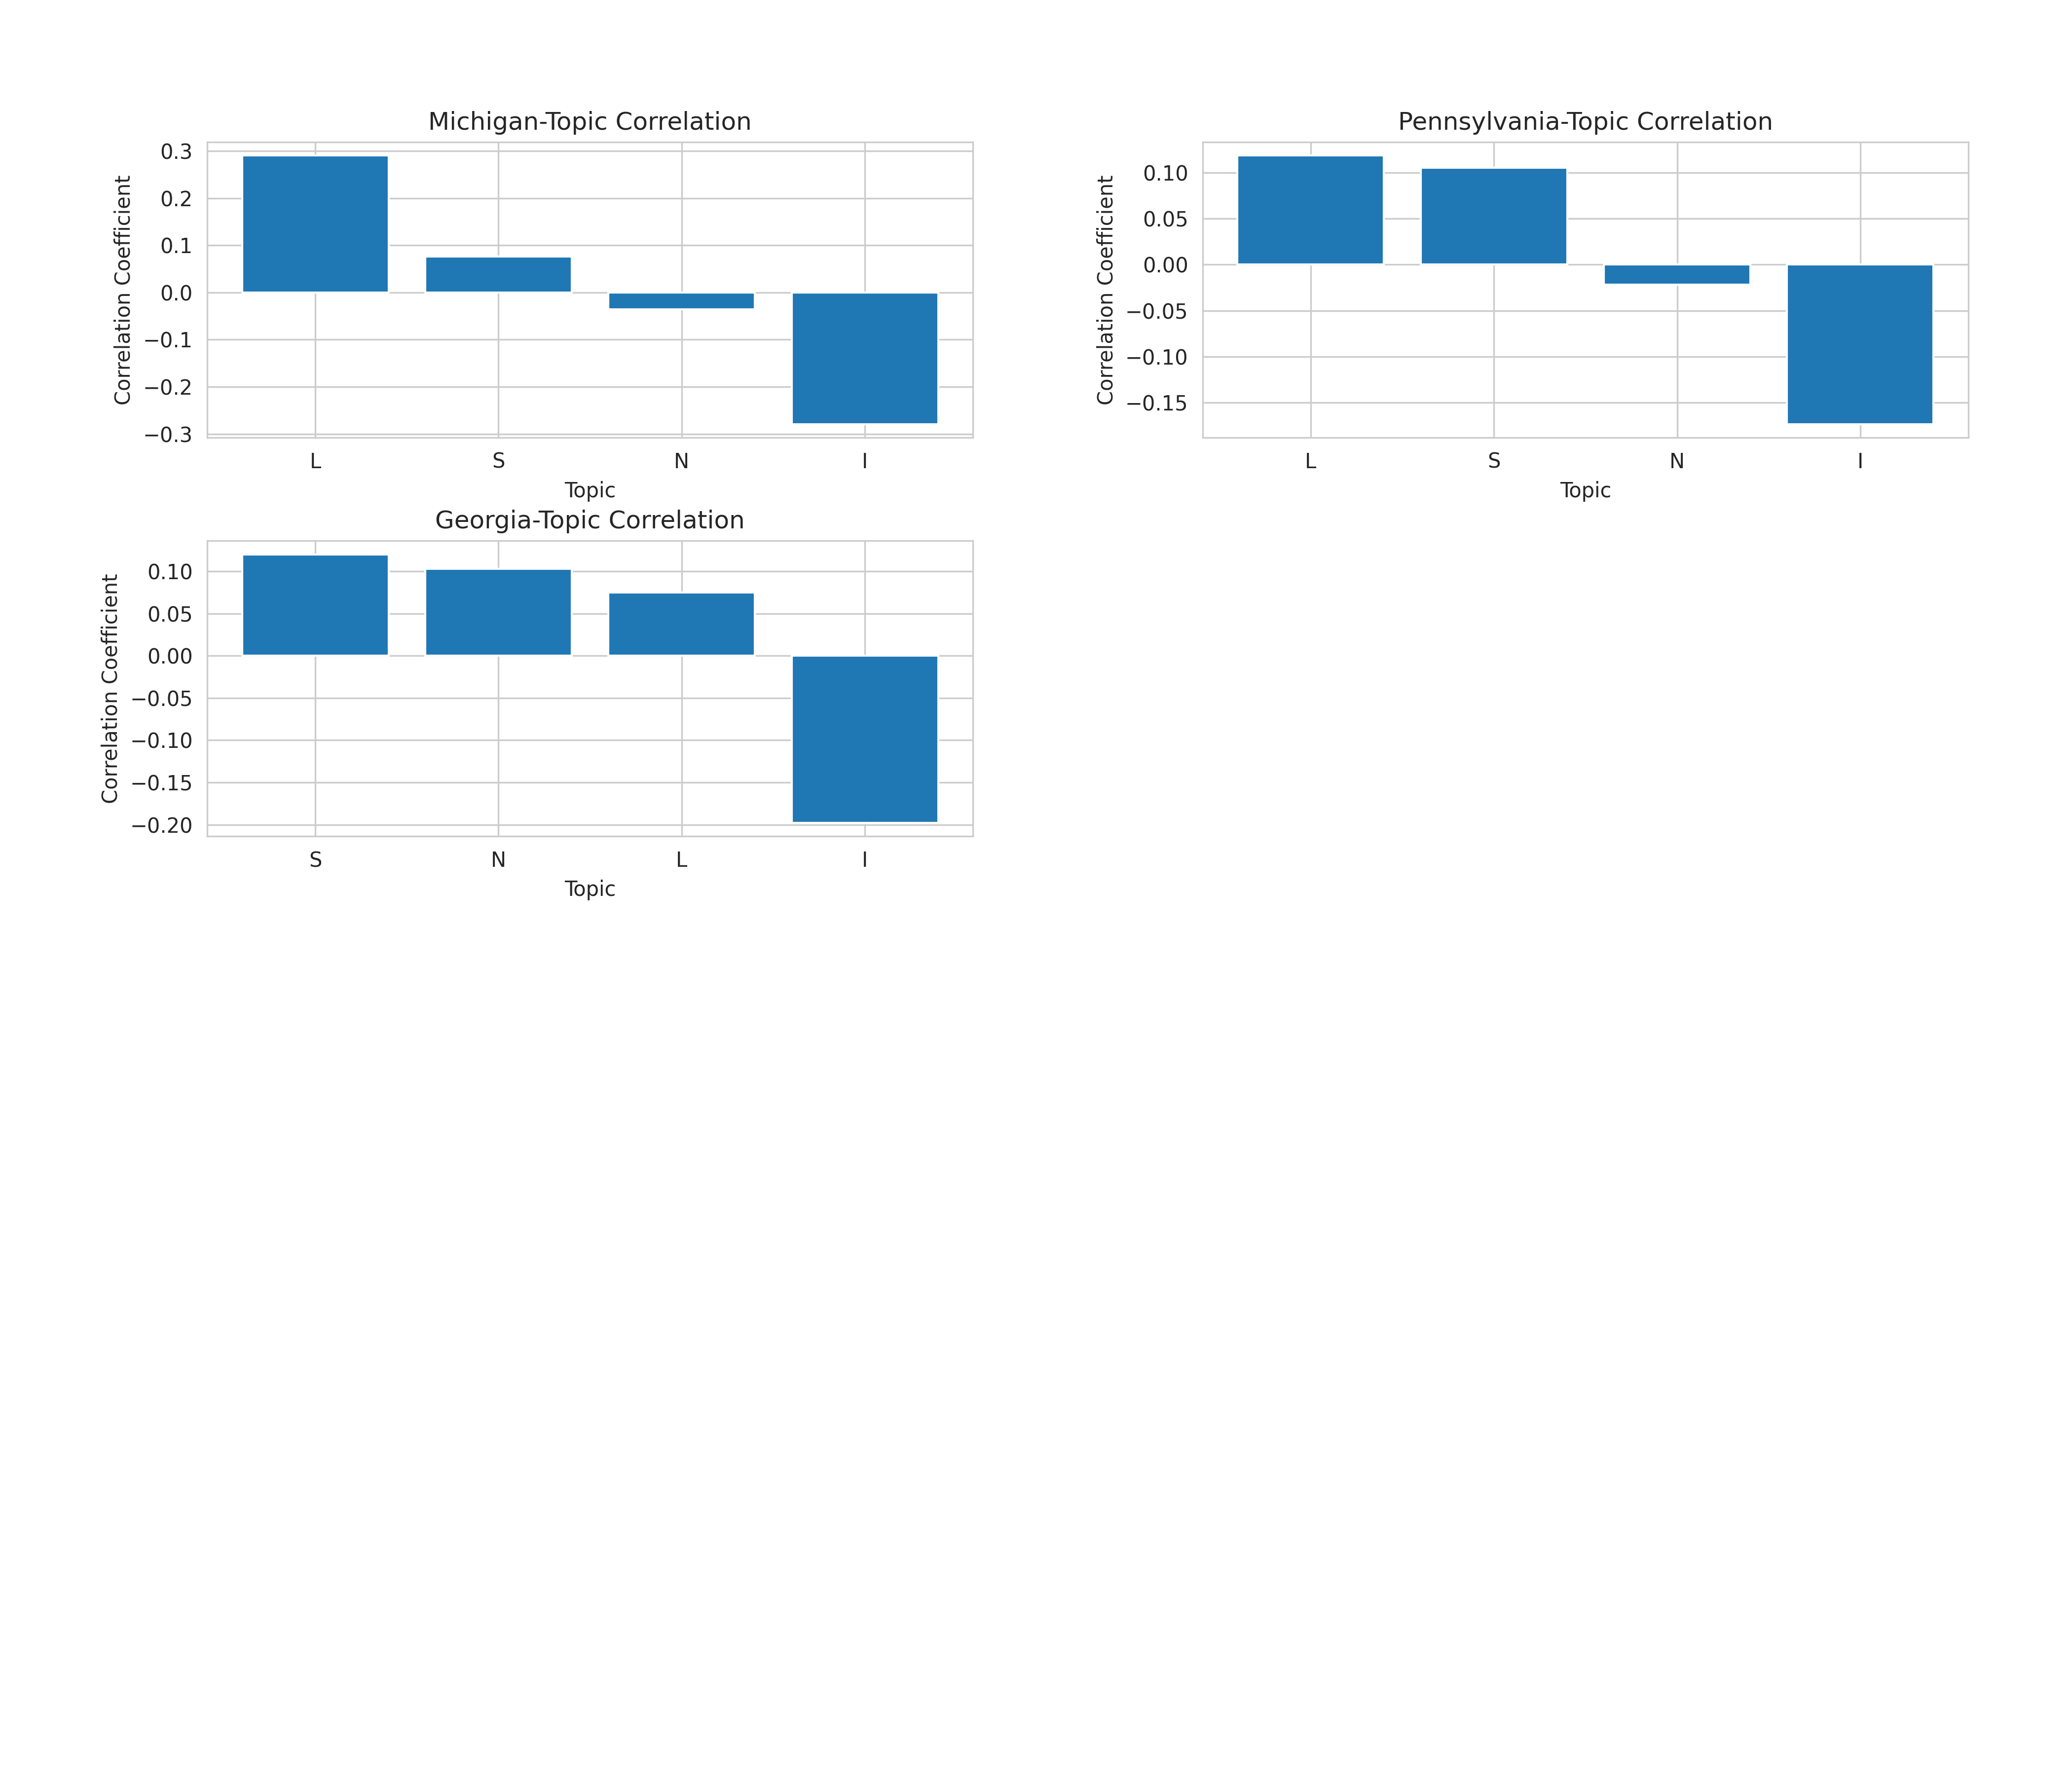 Michigan-Topic Correlation
Correlation Coefficient
0.3
0.2
0.1
0.0
−0.1
−0.2
−0.3
L S N I
Topic
Pennsylvania-Topic Correlation
Correlation Coefficient
0.10
0.05
0.00
−0.05
−0.10
−0.15
L S N I
Topic
Georgia-Topic Correlation
Correlation Coefficient
0.10
0.05
0.00
−0.05
−0.10
−0.15
−0.20
S N L I
Topic